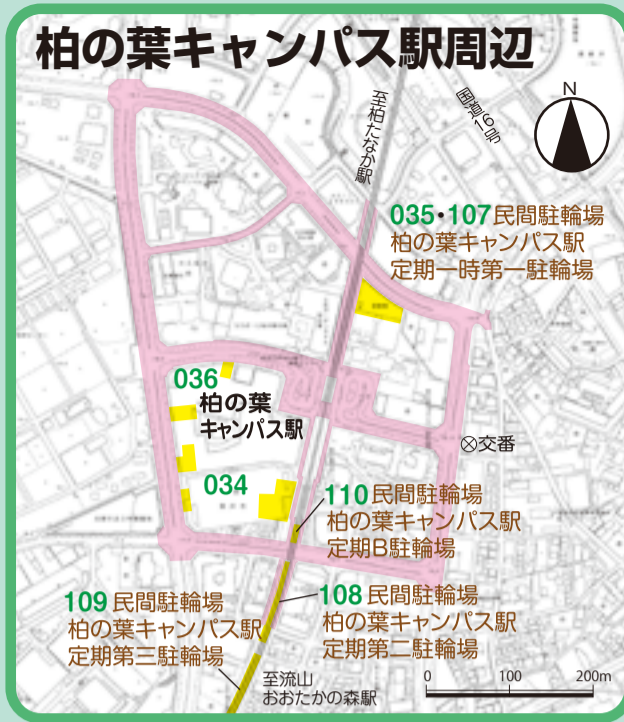 柏の葉キャンパス駅周辺
N
国道16号
至柏たなか駅
035・107民間駐輪場
柏の葉キャンパス駅
定期一時第一駐輪場
036
柏の葉
キャンパス駅
交番
034
110民間駐輪場
柏の葉キャンパス駅
定期B駐輪場
109民間駐輪場
柏の葉キャンパス駅
定期第三駐輪場
108民間駐輪場
柏の葉キャンパス駅
定期第二駐輪場
至流山
おおたかの森駅
0 100 200m